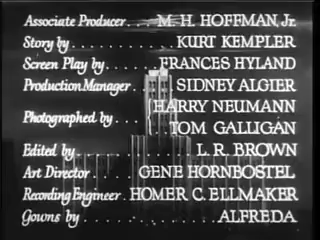 Associate Producer . . . M. H. HOFFMAN, Jr.
Story by . . . . . . . . . . KURT KEMPLER
Screen Play by . . . . . . FRANCES HYLAND
Production Manager . . SIDNEY ALGIER
Photographed by . . . HARRY NEUMANN
TOM GALLIGAN
Edited by . . . . . . . . . . L. R. BROWN
Art Director . . . . . GENE HORNBOSTEL
Recording Engineer . HOMER C. ELLMAKER
Gowns by . . . . . . . . . . . ALFREDA